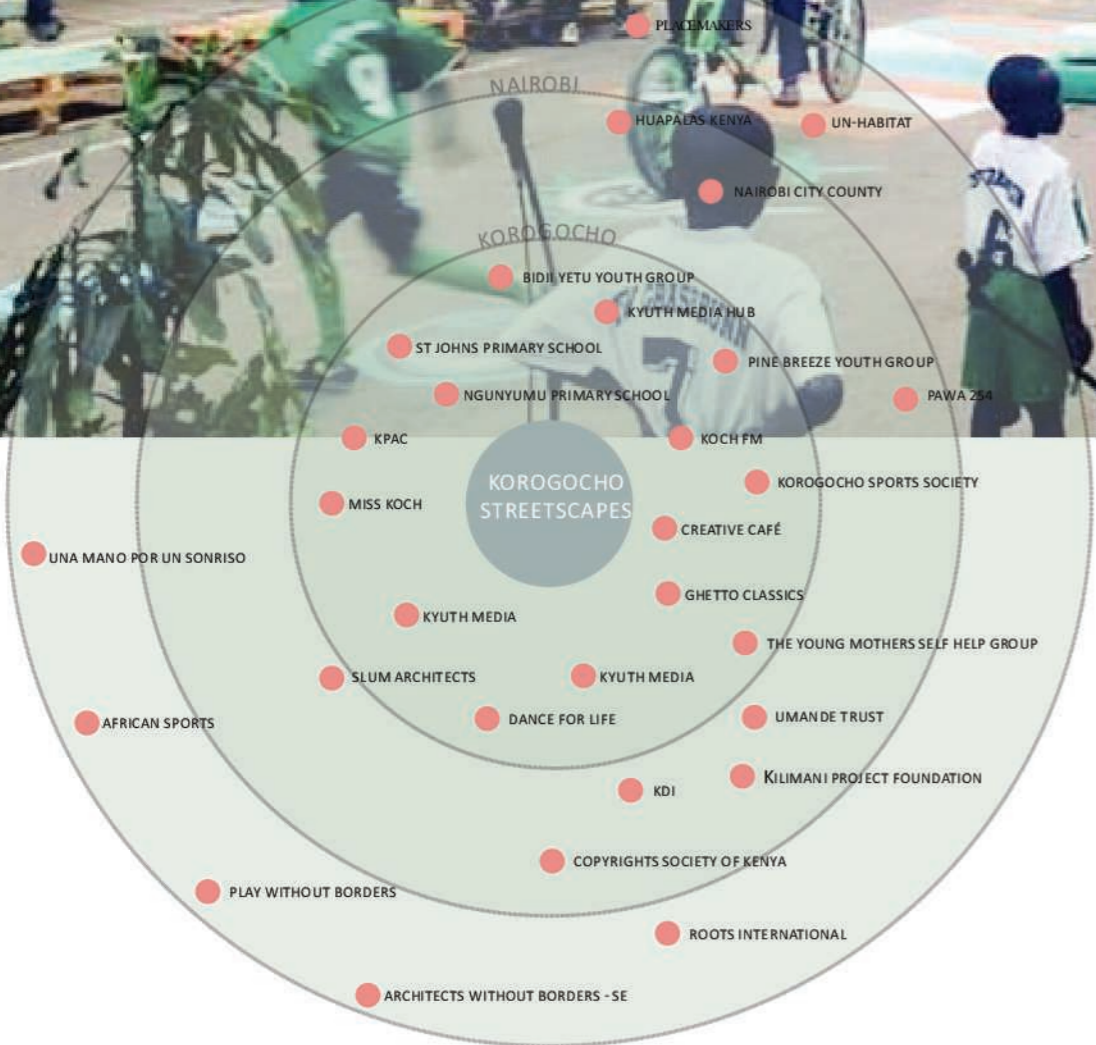 PLACEMAKERS
NAIROBI
HUAPALAS KENYA
UN-HABITAT
NAIROBI CITY COUNTY
KOROGOCHO
BIDII YETU YOUTH GROUP
KYUTH MEDIA HUB
ST JOHNS PRIMARY SCHOOL
PINE BREEZE YOUTH GROUP
NGUNYUMU PRIMARY SCHOOL
PAWA 254
7
9
6
KPAC
KOCH FM
KOROGOCHO
STREETSCAPES
KOROGOCHO SPORTS SOCIETY
MISS KOCH
CREATIVE CAFÉ
UNA MANO POR UN SONRISO
GHETTO CLASSICS
KYUTH MEDIA
THE YOUNG MOTHERS SELF HELP GROUP
SLUM ARCHITECTS
KYUTH MEDIA
DANCE FOR LIFE
UMANDE TRUST
AFRICAN SPORTS
KILIMANI PROJECT FOUNDATION
KDI
COPYRIGHTS SOCIETY OF KENYA
PLAY WITHOUT BORDERS
ROOTS INTERNATIONAL
ARCHITECTS WITHOUT BORDERS - SE